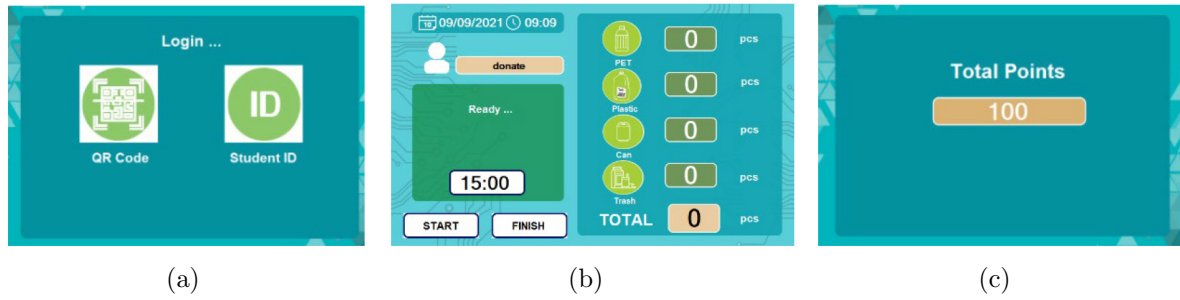 Login ...
QR Code
Student ID
(a)
09/09/2021 09:09
donate
Ready ...
15:00
START
FINISH
0 pcs
PET
0 pcs
Plastic
0 pcs
Can
0 pcs
Trash
TOTAL 0 pcs
(b)
Total Points
100
(c)